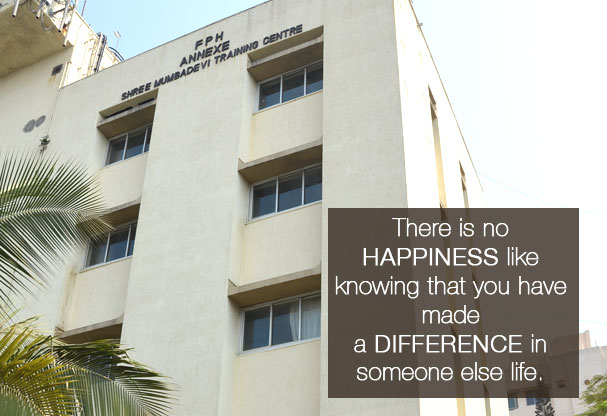 FPH
ANNEXE
SHREE MUMBADEVI TRAINING CENTRE
There is no
HAPPINESS like
knowing that you have
made
a DIFFERENCE in
someone else life.